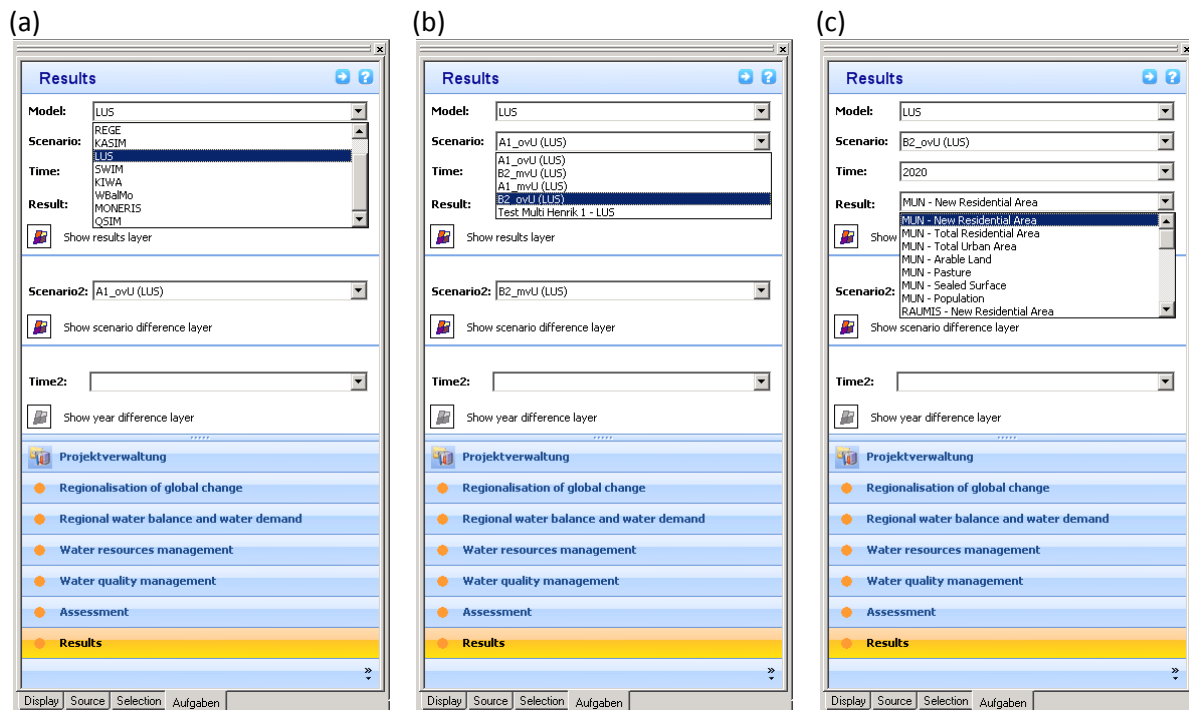 (a)
Results
Model: LUS
REGE
KASIM
LUS
SWIM
KIWA
WBalMo
MONERIS
QSIM
Scenario:
Time:
Result:
Show results layer
Scenario2: A1_ovU (LUS)
Show scenario difference layer
Time2:
Show year difference layer
Projektverwaltung
Regionalisation of global change
Regional water balance and water demand
Water resources management
Water quality management
Assessment
Results
Display Source Selection Aufgaben
(b)
Results
Model: LUS
Scenario: A1_ovU (LUS)
A1_ovU (LUS)
B2_mvU (LUS)
A1_mvU (LUS)
B2_ovU (LUS)
Test Multi Henrik 1 - LUS
Time:
Result:
Show results layer
Scenario2: B2_mvU (LUS)
Show scenario difference layer
Time2:
Show year difference layer
Projektverwaltung
Regionalisation of global change
Regional water balance and water demand
Water resources management
Water quality management
Assessment
Results
Display Source Selection Aufgaben
(c)
Results
Model: LUS
Scenario: B2_ovU (LUS)
Time: 2020
Result: MUN - New Residential Area
MUN - New Residential Area
MUN - Total Residential Area
MUN - Total Urban Area
MUN - Arable Land
MUN - Pasture
MUN - Sealed Surface
MUN - Population
RAUMIS - New Residential Area
Show
Scenario2:
Show scenario difference layer
Time2:
Show year difference layer
Projektverwaltung
Regionalisation of global change
Regional water balance and water demand
Water resources management
Water quality management
Assessment
Results
Display Source Selection Aufgaben